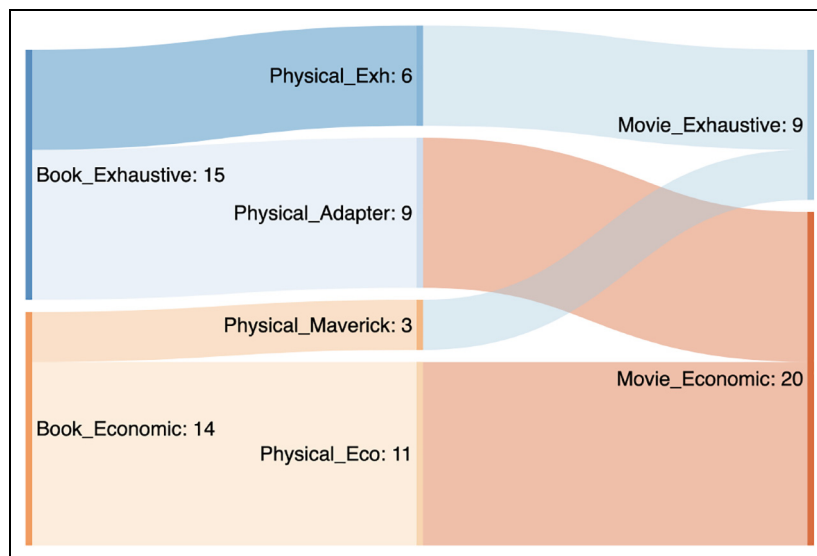 Physical_Exh: 6
Movie_Exhaustive: 9
Book_Exhaustive: 15
Physical_Adapter: 9
Physical_Maverick: 3
Movie_Economic: 20
Book_Economic: 14
Physical_Eco: 11